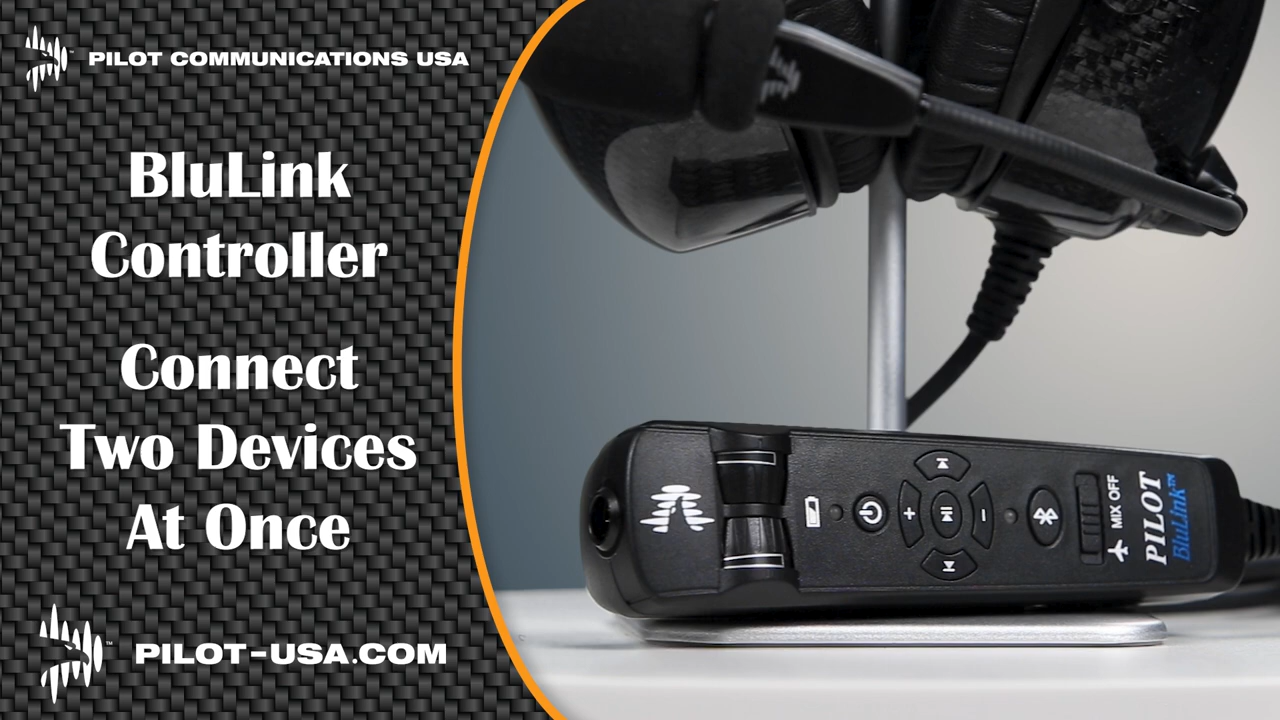 PILOT COMMUNICATIONS USA
BluLink
Controller
Connect
Two Devices
At Once
PILOT-USA.COM
+
−
MIX OFF
PILOT
BluLink™